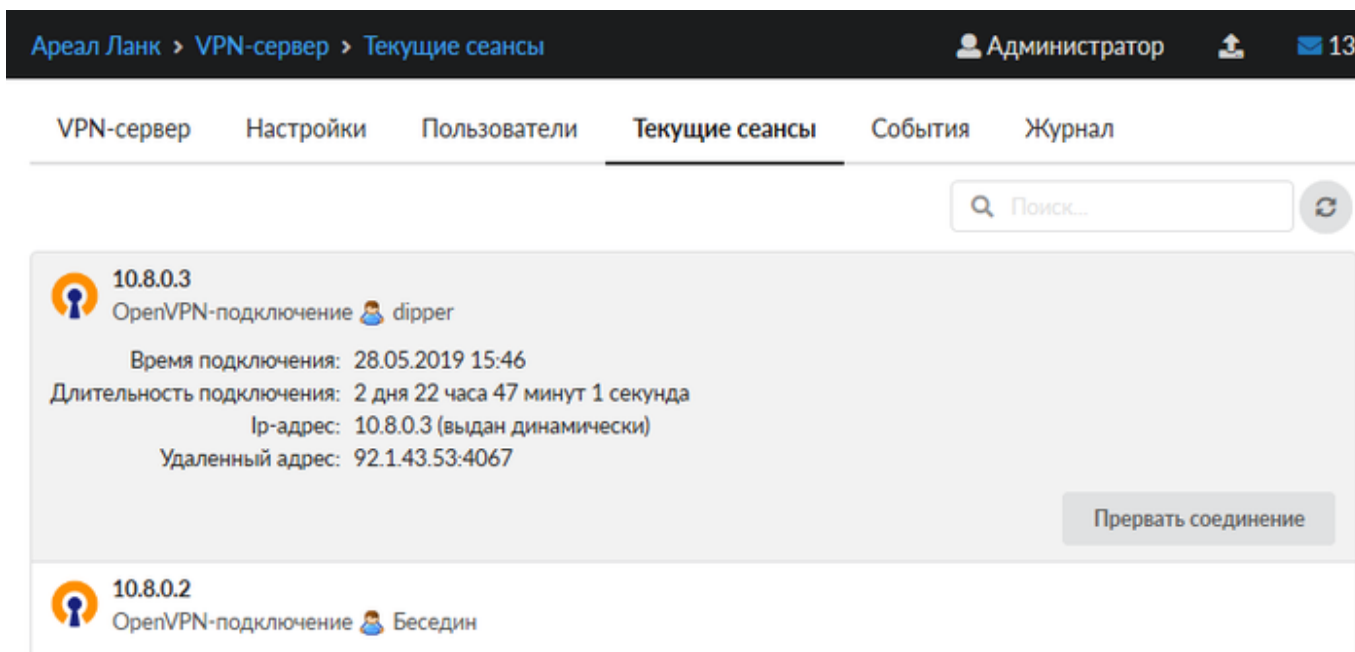 Ареал Ланк > VPN-сервер > Текущие сеансы Администратор 13
VPN-сервер Настройки Пользователи Текущие сеансы События Журнал
Поиск...
10.8.0.3
OpenVPN-подключение dipper
Время подключения: 28.05.2019 15:46
Длительность подключения: 2 дня 22 часа 47 минут 1 секунда
Ip-адрес: 10.8.0.3 (выдан динамически)
Удаленный адрес: 92.1.43.53:4067
Прервать соединение
10.8.0.2
OpenVPN-подключение Беседин